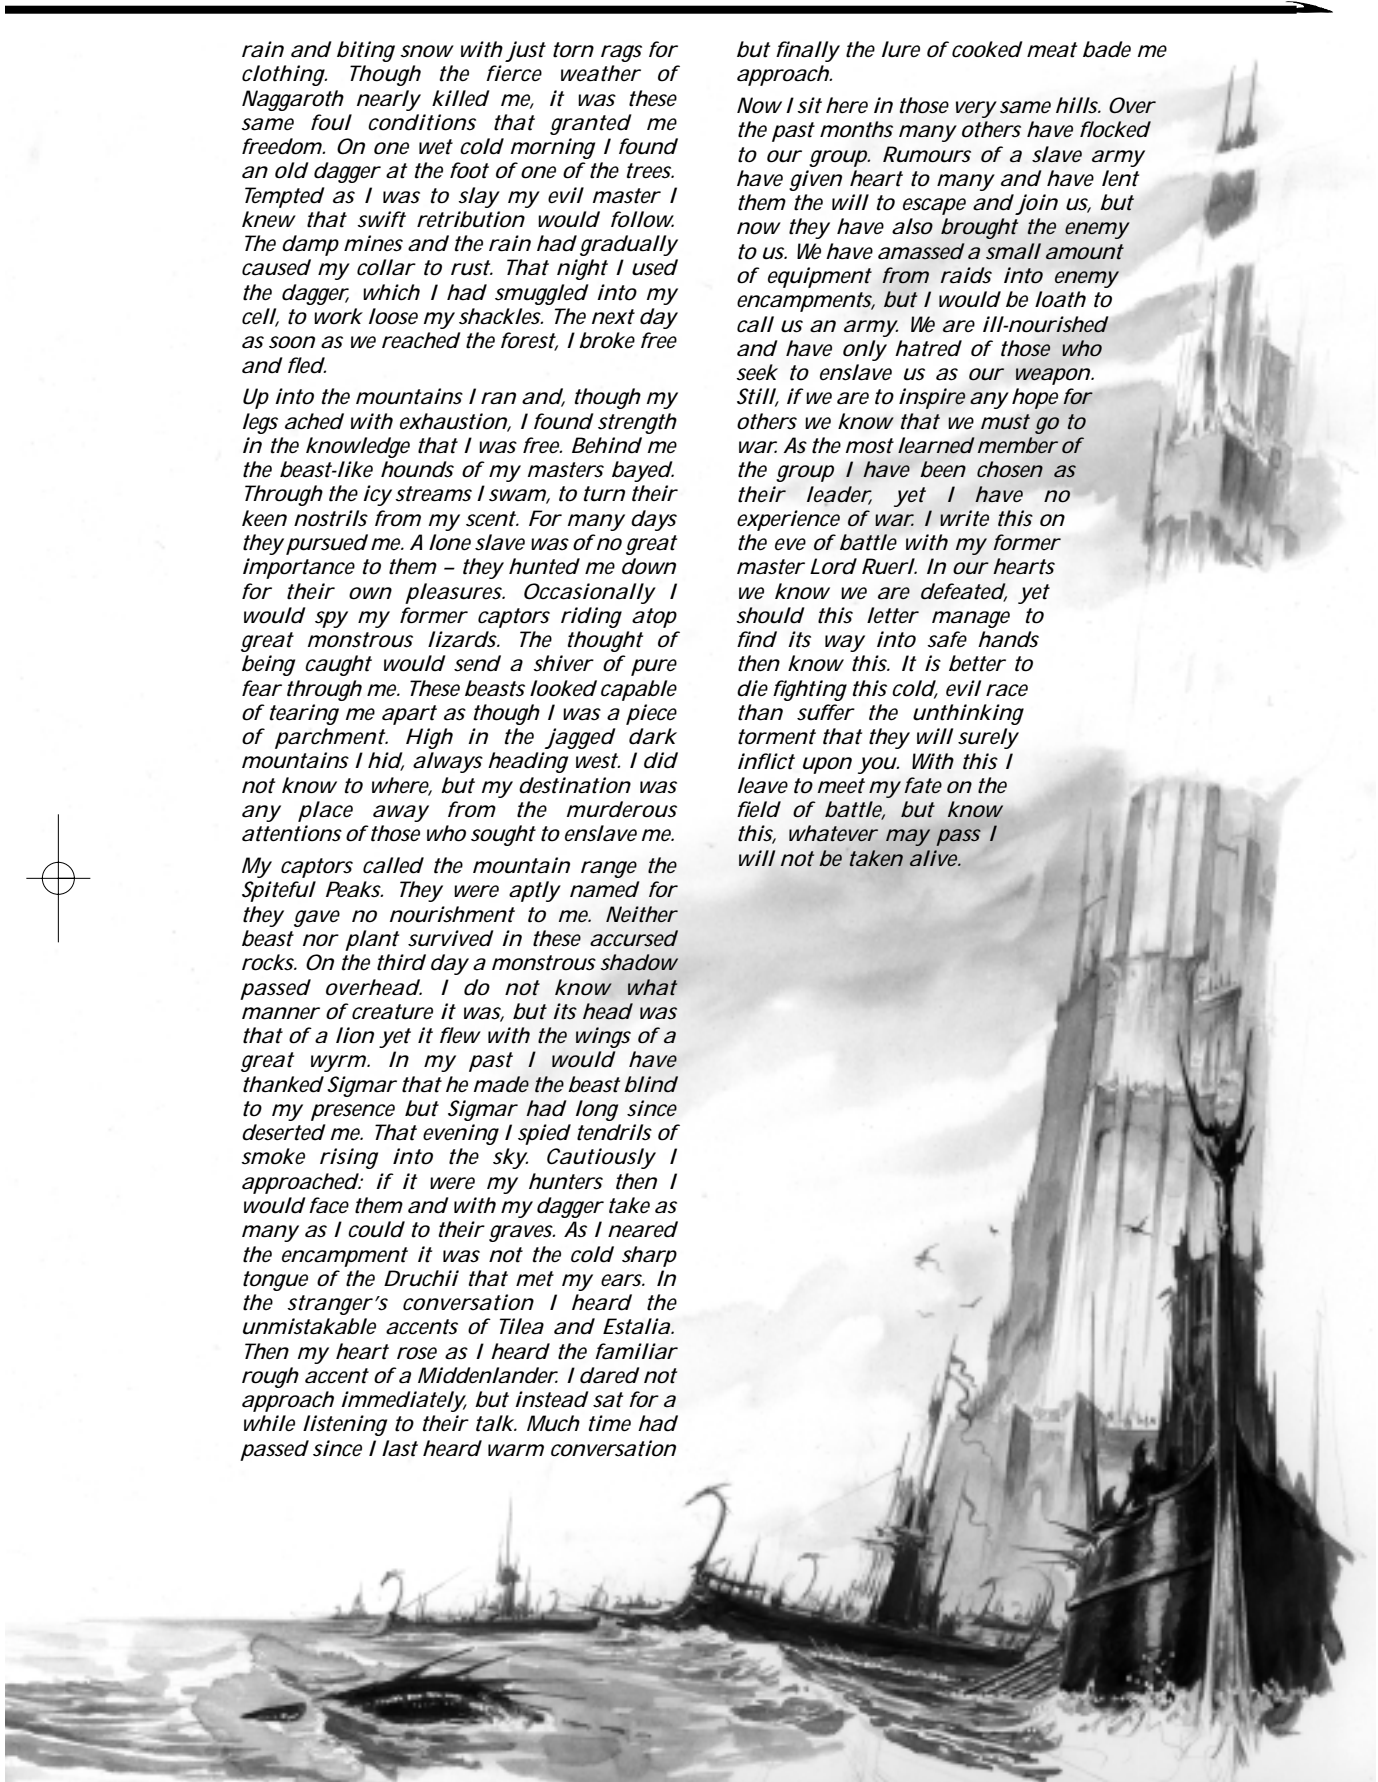 rain and biting snow with just torn rags for
clothing. Though the fierce weather of
Naggaroth nearly killed me, it was these
same foul conditions that granted me
freedom. On one wet cold morning I found
an old dagger at the foot of one of the trees.
Tempted as I was to slay my evil master I
knew that swift retribution would follow.
The damp mines and the rain had gradually
caused my collar to rust. That night I used
the dagger, which I had smuggled into my
cell, to work loose my shackles. The next day
as soon as we reached the forest, I broke free
and fled.
Up into the mountains I ran and, though my
legs ached with exhaustion, I found strength
in the knowledge that I was free. Behind me
the beast-like hounds of my masters bayed.
Through the icy streams I swam, to turn their
keen nostrils from my scent. For many days
they pursued me. A lone slave was of no great
importance to them – they hunted me down
for their own pleasures. Occasionally I
would spy my former captors riding atop
great monstrous lizards. The thought of
being caught would send a shiver of pure
fear through me. These beasts looked capable
of tearing me apart as though I was a piece
of parchment. High in the jagged dark
mountains I hid, always heading west. I did
not know to where, but my destination was
any place away from the murderous
attentions of those who sought to enslave me.
My captors called the mountain range the
Spiteful Peaks. They were aptly named for
they gave no nourishment to me. Neither
beast nor plant survived in these accursed
rocks. On the third day a monstrous shadow
passed overhead. I do not know what
manner of creature it was, but its head was
that of a lion yet it flew with the wings of a
great wyrm. In my past I would have
thanked Sigmar that he made the beast blind
to my presence but Sigmar had long since
deserted me. That evening I spied tendrils of
smoke rising into the sky. Cautiously I
approached: if it were my hunters then I
would face them and with my dagger take as
many as I could to their graves. As I neared
the encampment it was not the cold sharp
tongue of the Druchii that met my ears. In
the stranger's conversation I heard the
unmistakable accents of Tilea and Estalia.
Then my heart rose as I heard the familiar
rough accent of a Middenlander. I dared not
approach immediately, but instead sat for a
while listening to their talk. Much time had
passed since I last heard warm conversation
but finally the lure of cooked meat bade me
approach.
Now I sit here in those very same hills. Over
the past months many others have flocked
to our group. Rumours of a slave army
have given heart to many and have lent
them the will to escape and join us, but
now they have also brought the enemy
to us. We have amassed a small amount
of equipment from raids into enemy
encampments, but I would be loath to
call us an army. We are ill-nourished
and have only hatred of those who
seek to enslave us as our weapon.
Still, if we are to inspire any hope for
others we know that we must go to
war. As the most learned member of
the group I have been chosen as
their leader, yet I have no
experience of war. I write this on
the eve of battle with my former
master Lord Ruerl. In our hearts
we know we are defeated, yet
should this letter manage to
find its way into safe hands
then know this. It is better to
die fighting this cold, evil race
than suffer the unthinking
torment that they will surely
inflict upon you. With this I
leave to meet my fate on the
field of battle, but know
this, whatever may pass I
will not be taken alive.